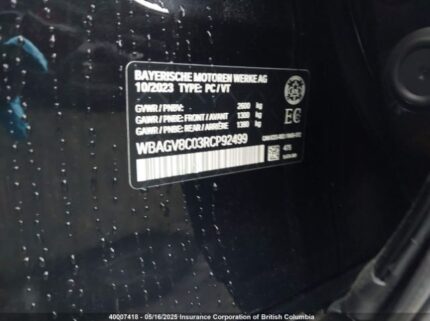 BAYERISCHE MOTOREN WERKE AG
10/2023 TYPE: PC / VT
GVWR / PNBV: 2600 kg
GAWR / PNBE: FRONT / AVANT 1300 kg
GAWR / PNBE: REAR / ARRIÈRE 1380 kg
EC
WBAGV8C03RCP92499
475
40007418 - 05/16/2025 Insurance Corporation of British Columbia